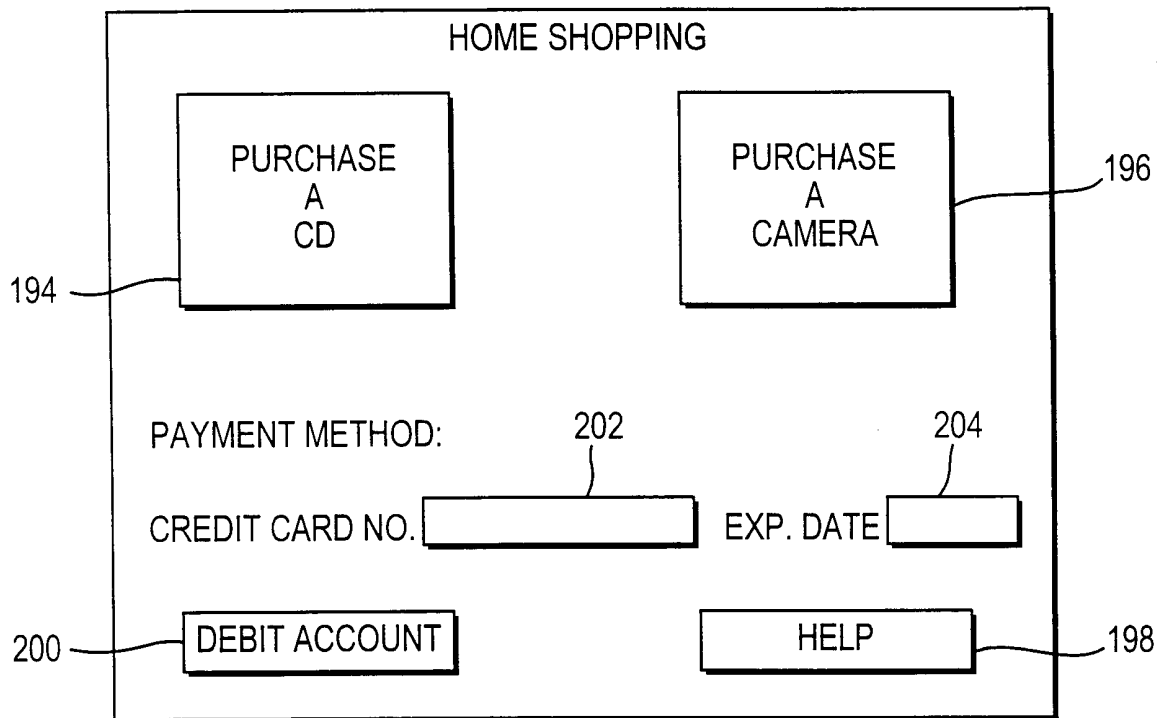 HOME SHOPPING
PURCHASE
A
CD
PURCHASE
A
CAMERA
196
194
PAYMENT METHOD:
202
204
CREDIT CARD NO.
EXP. DATE
200
DEBIT ACCOUNT
HELP
198